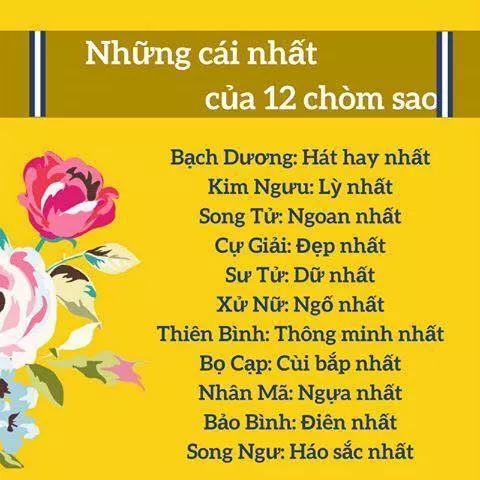 Những cái nhất
của 12 chòm sao
Bạch Dương: Hát hay nhất
Kim Ngưu: Lỳ nhất
Song Tử: Ngoan nhất
Cự Giải: Đẹp nhất
Sư Tử: Dữ nhất
Xử Nữ: Ngố nhất
Thiên Bình: Thông minh nhất
Bọ Cạp: Cùi bắp nhất
Nhân Mã: Ngựa nhất
Bảo Bình: Điên nhất
Song Ngư: Háo sắc nhất